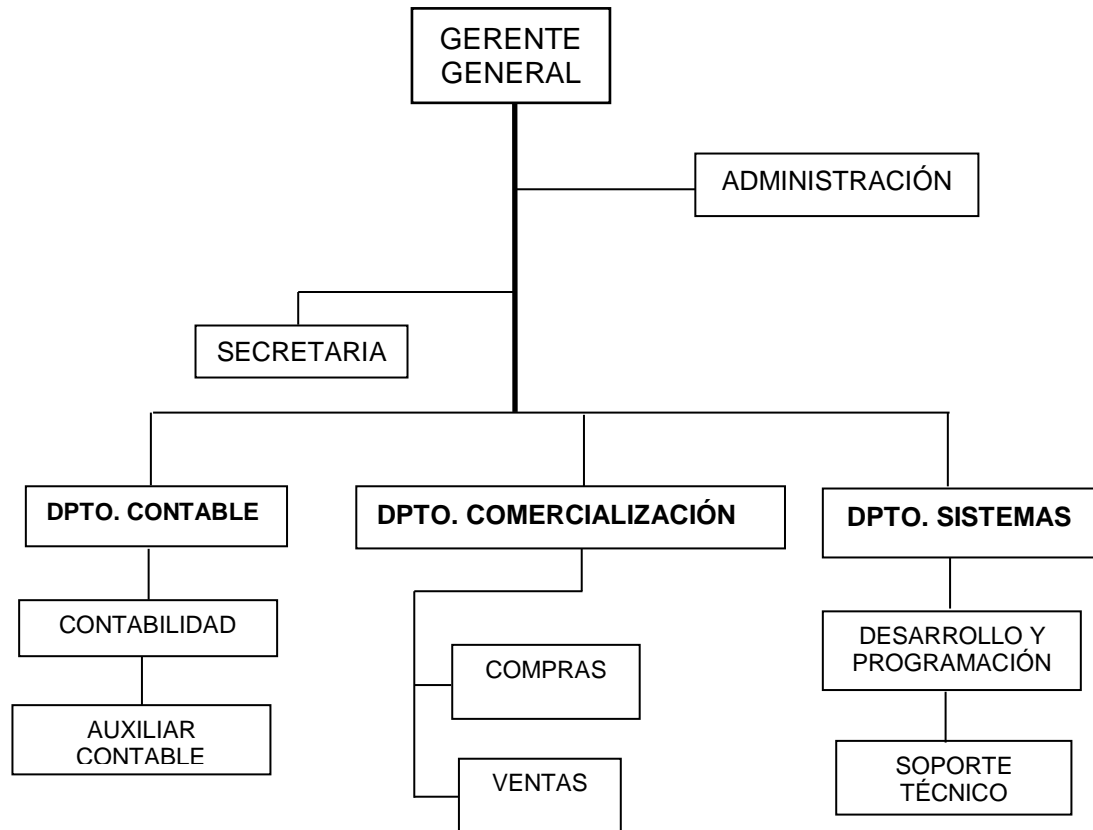 GERENTE
GENERAL
ADMINISTRACIÓN
SECRETARIA
DPTO. CONTABLE
DPTO. COMERCIALIZACIÓN
DPTO. SISTEMAS
CONTABILIDAD
AUXILIAR
CONTABLE
COMPRAS
VENTAS
DESARROLLO Y
PROGRAMACIÓN
SOPORTE
TÉCNICO